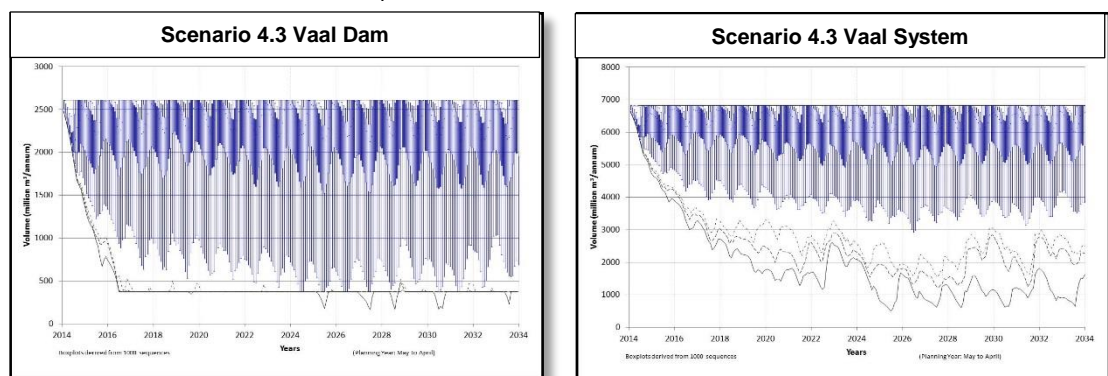 Scenario 4.3 Vaal Dam
3000
2500
2000
1500
1000
500
0
Volume (million m³/annum)
2014 2016 2018 2020 2022 2024 2026 2028 2030 2032 2034
Years
Boxplots derived from 1000 sequences
(Planning Year: May to April)
Scenario 4.3 Vaal System
8000
7000
6000
5000
4000
3000
2000
1000
0
Volume (million m³/annum)
2014 2016 2018 2020 2022 2024 2026 2028 2030 2032 2034
Years
Boxplots derived from 1000 sequences
(Planning Year: May to April)